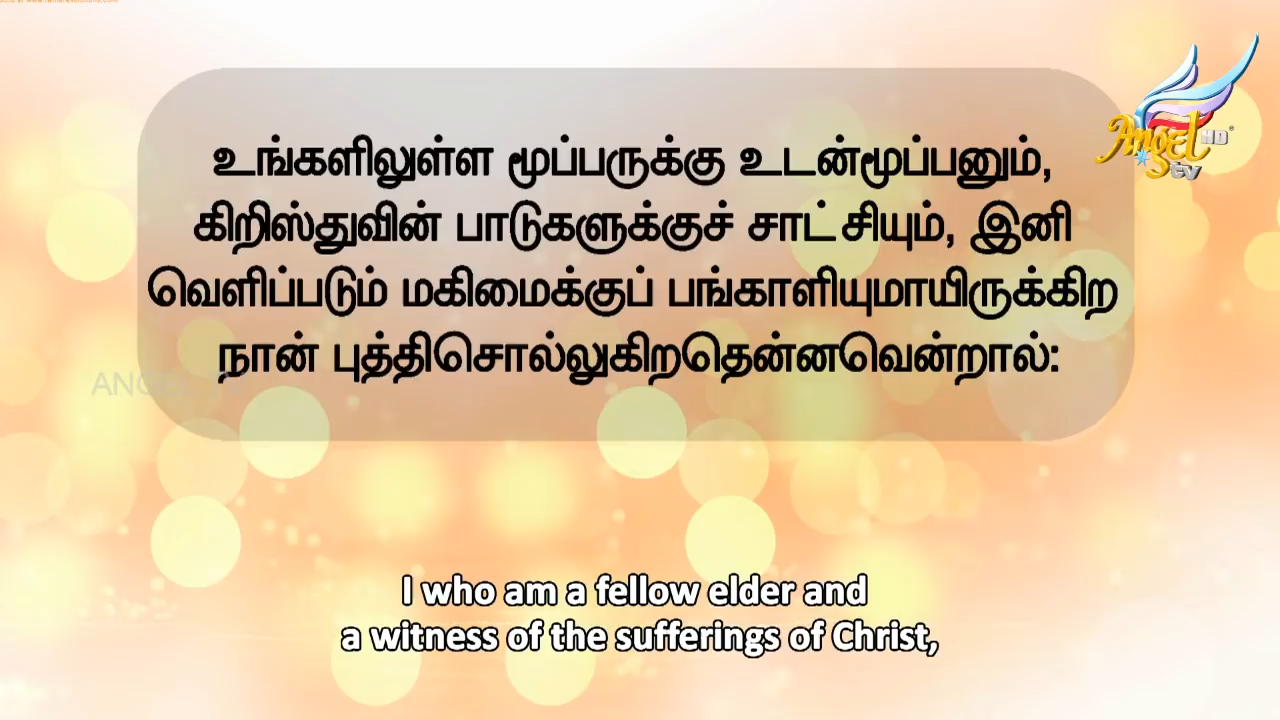 உங்களிலுள்ள மூப்பருக்கு உடன்மூப்பனும்,
கிறிஸ்துவின் பாடுகளுக்குச் சாட்சியும், இனி
வெளிப்படும் மகிமைக்குப் பங்காளியுமாயிருக்கிற
நான் புத்திசொல்லுகிறதென்னவென்றால்:
Angel HD
tv
ANGEL
I who am a fellow elder and
a witness of the sufferings of Christ,